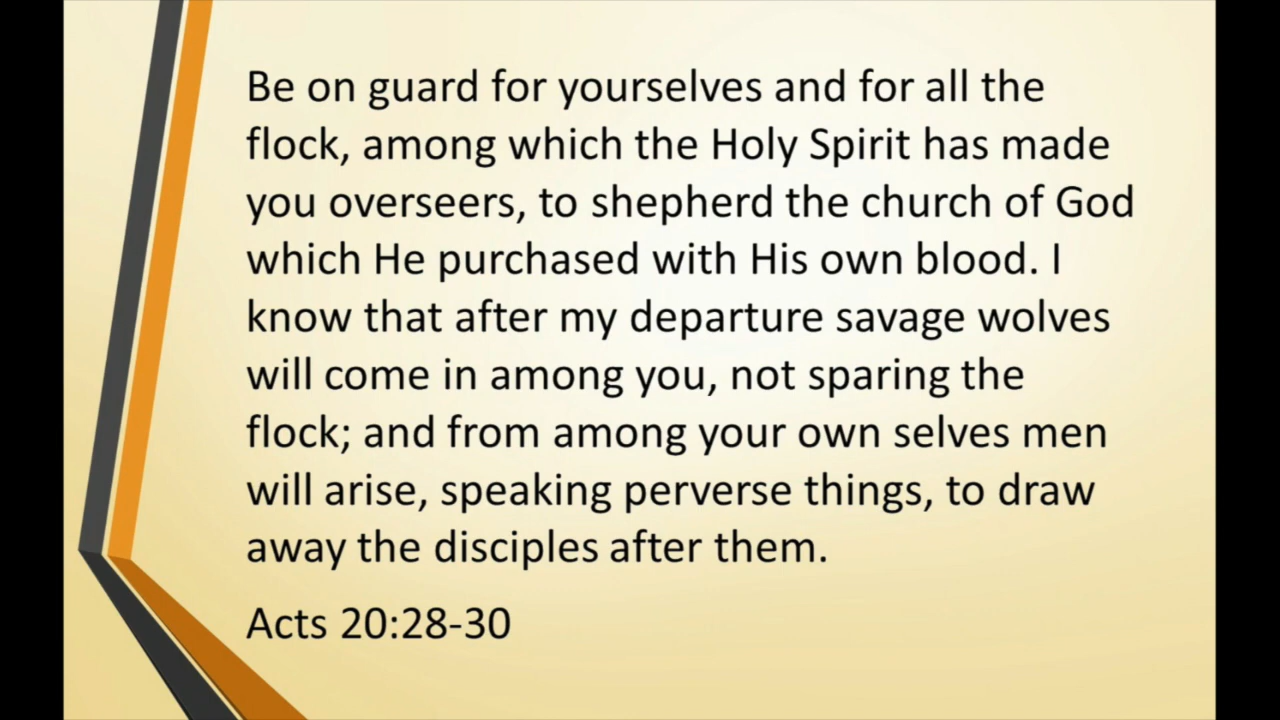 Be on guard for yourselves and for all the
flock, among which the Holy Spirit has made
you overseers, to shepherd the church of God
which He purchased with His own blood. I
know that after my departure savage wolves
will come in among you, not sparing the
flock; and from among your own selves men
will arise, speaking perverse things, to draw
away the disciples after them.
Acts 20:28-30